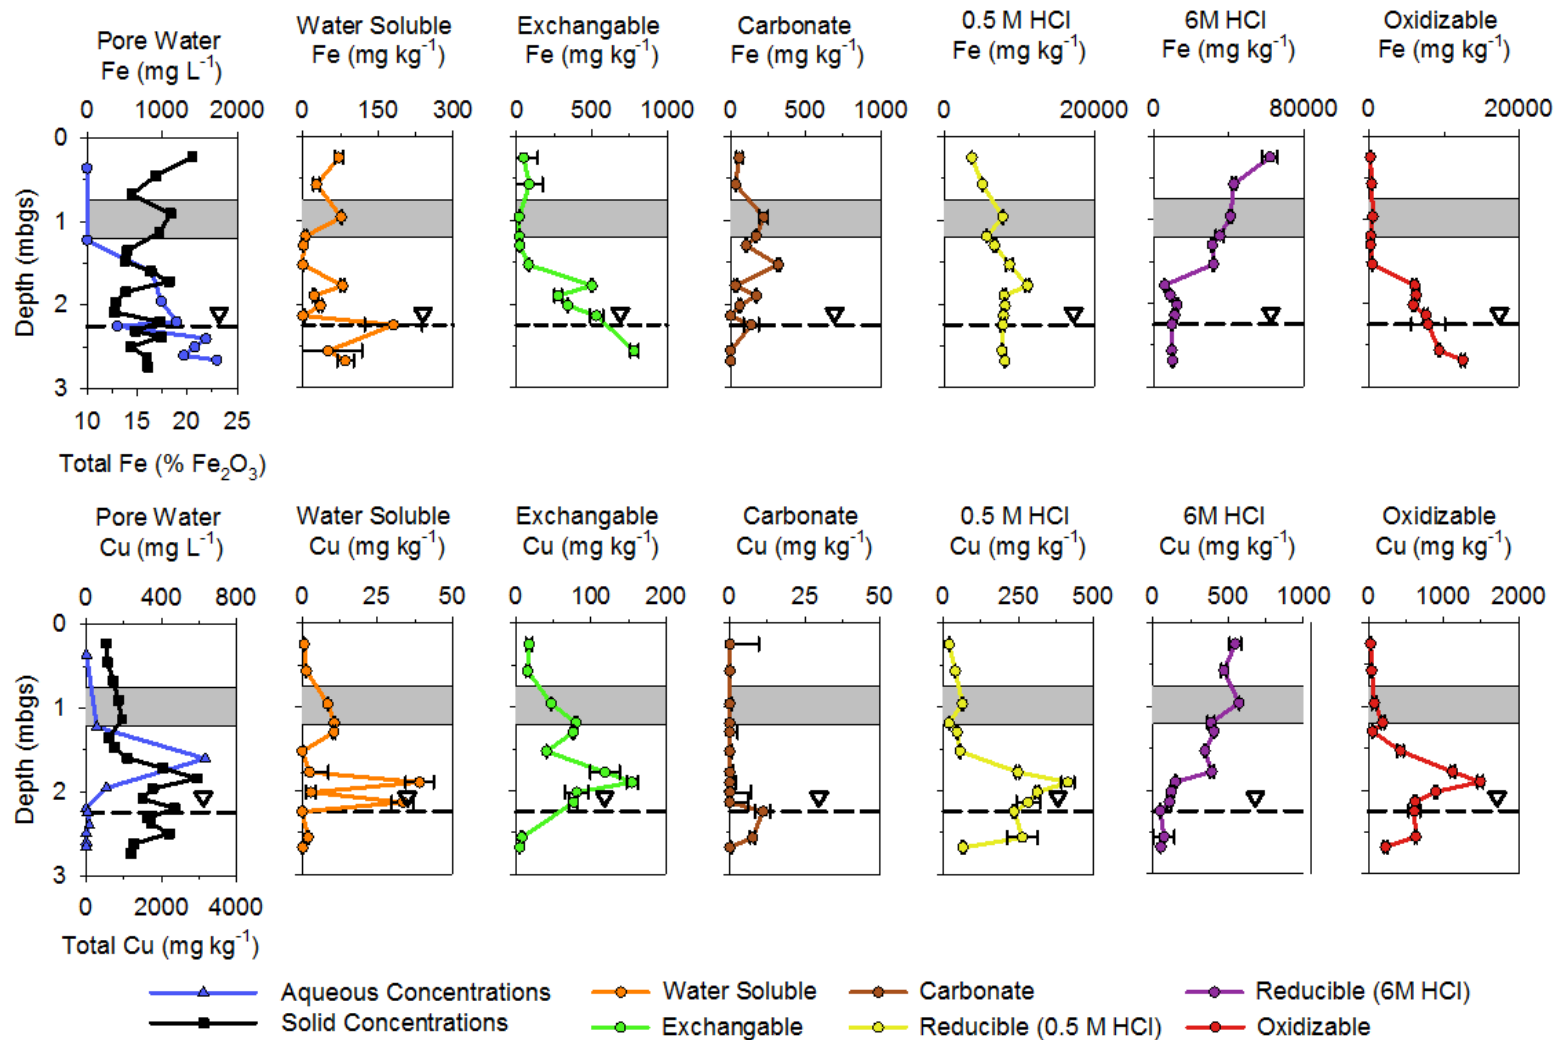 Pore Water
Fe (mg L⁻¹)
Water Soluble
Fe (mg kg⁻¹)
Exchangable
Fe (mg kg⁻¹)
Carbonate
Fe (mg kg⁻¹)
0.5 M HCl
Fe (mg kg⁻¹)
6M HCl
Fe (mg kg⁻¹)
Oxidizable
Fe (mg kg⁻¹)
0 1000 2000
0 150 300
0 500 1000
0 500 1000
0 20000
0 80000
0 20000
Depth (mbgs)
0
1
2
3
10 15 20 25
Total Fe (% Fe₂O₃)
Pore Water
Cu (mg L⁻¹)
Water Soluble
Cu (mg kg⁻¹)
Exchangable
Cu (mg kg⁻¹)
Carbonate
Cu (mg kg⁻¹)
0.5 M HCl
Cu (mg kg⁻¹)
6M HCl
Cu (mg kg⁻¹)
Oxidizable
Cu (mg kg⁻¹)
0 400 800
0 25 50
0 100 200
0 25 50
0 250 500
0 500 1000
0 1000 2000
Depth (mbgs)
0
1
2
3
0 2000 4000
Total Cu (mg kg⁻¹)
Aqueous Concentrations
Solid Concentrations
Water Soluble
Exchangable
Carbonate
Reducible (0.5 M HCl)
Reducible (6M HCl)
Oxidizable